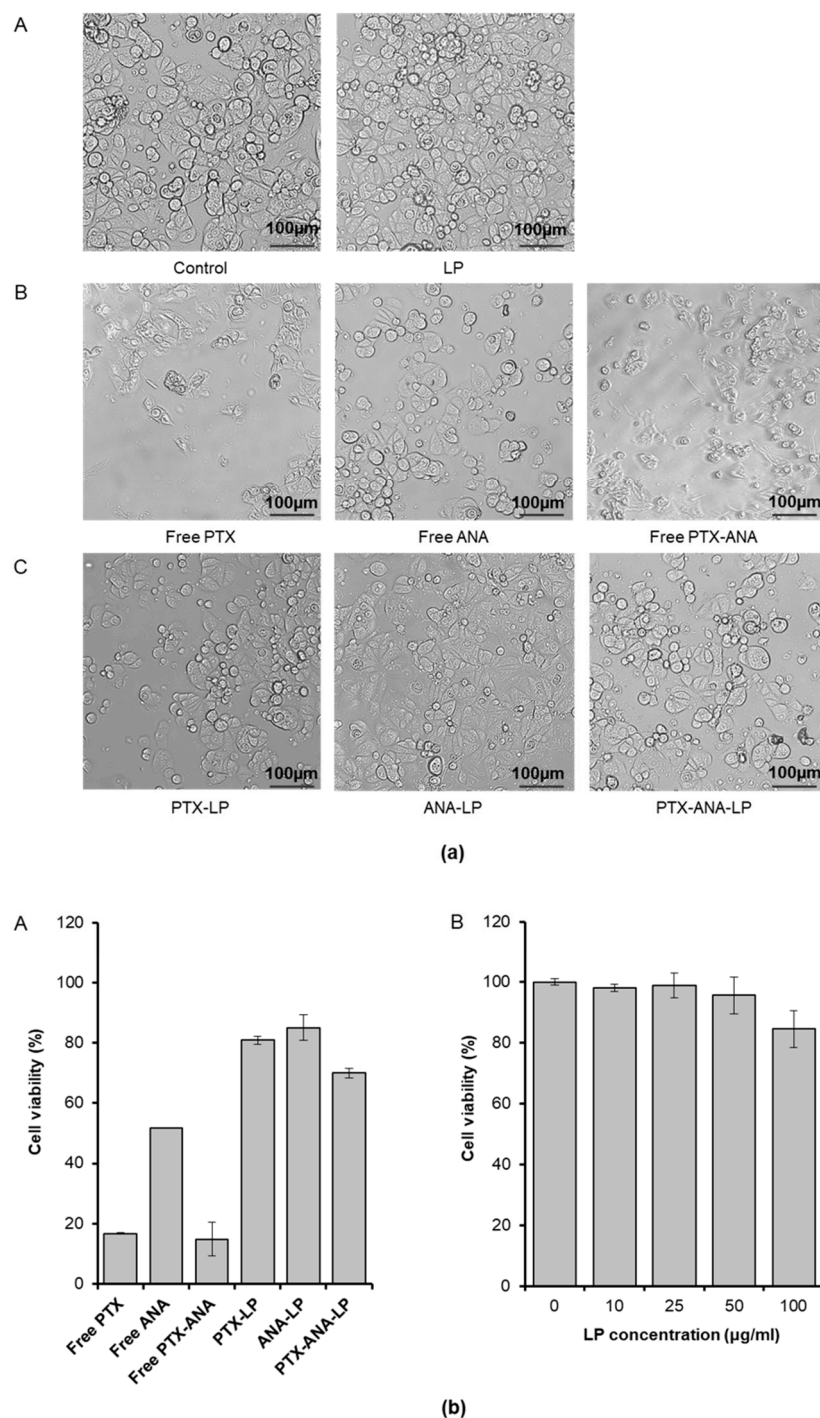 A
100µm
100µm
Control
LP
B
100µm
100µm
100µm
Free PTX
Free ANA
Free PTX-ANA
C
100µm
100µm
100µm
PTX-LP
ANA-LP
PTX-ANA-LP
(a)
A
120
100
80
60
40
20
0
Cell viability (%)
Free PTX
Free ANA
Free PTX-ANA
PTX-LP
ANA-LP
PTX-ANA-LP
B
120
100
80
60
40
20
0
Cell viability (%)
0 10 25 50 100
LP concentration (µg/ml)
(b)